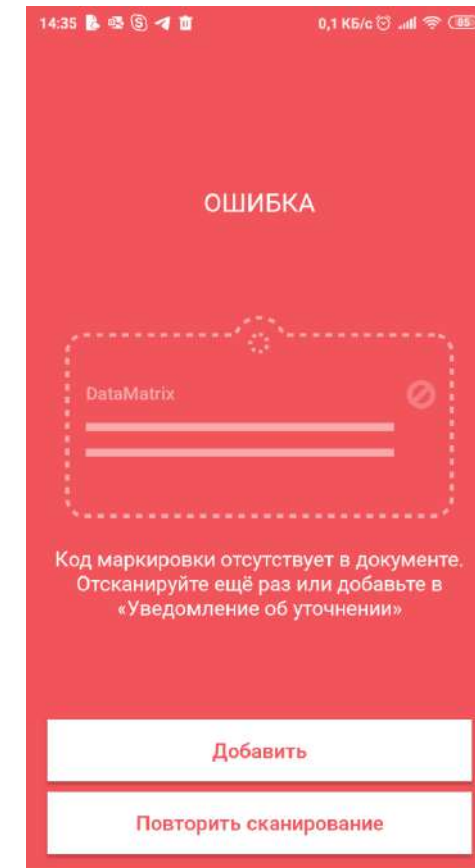 14:35 0,1 КБ/с 85
ОШИБКА
DataMatrix
Код маркировки отсутствует в документе.
Отсканируйте ещё раз или добавьте в
«Уведомление об уточнении»
Добавить
Повторить сканирование